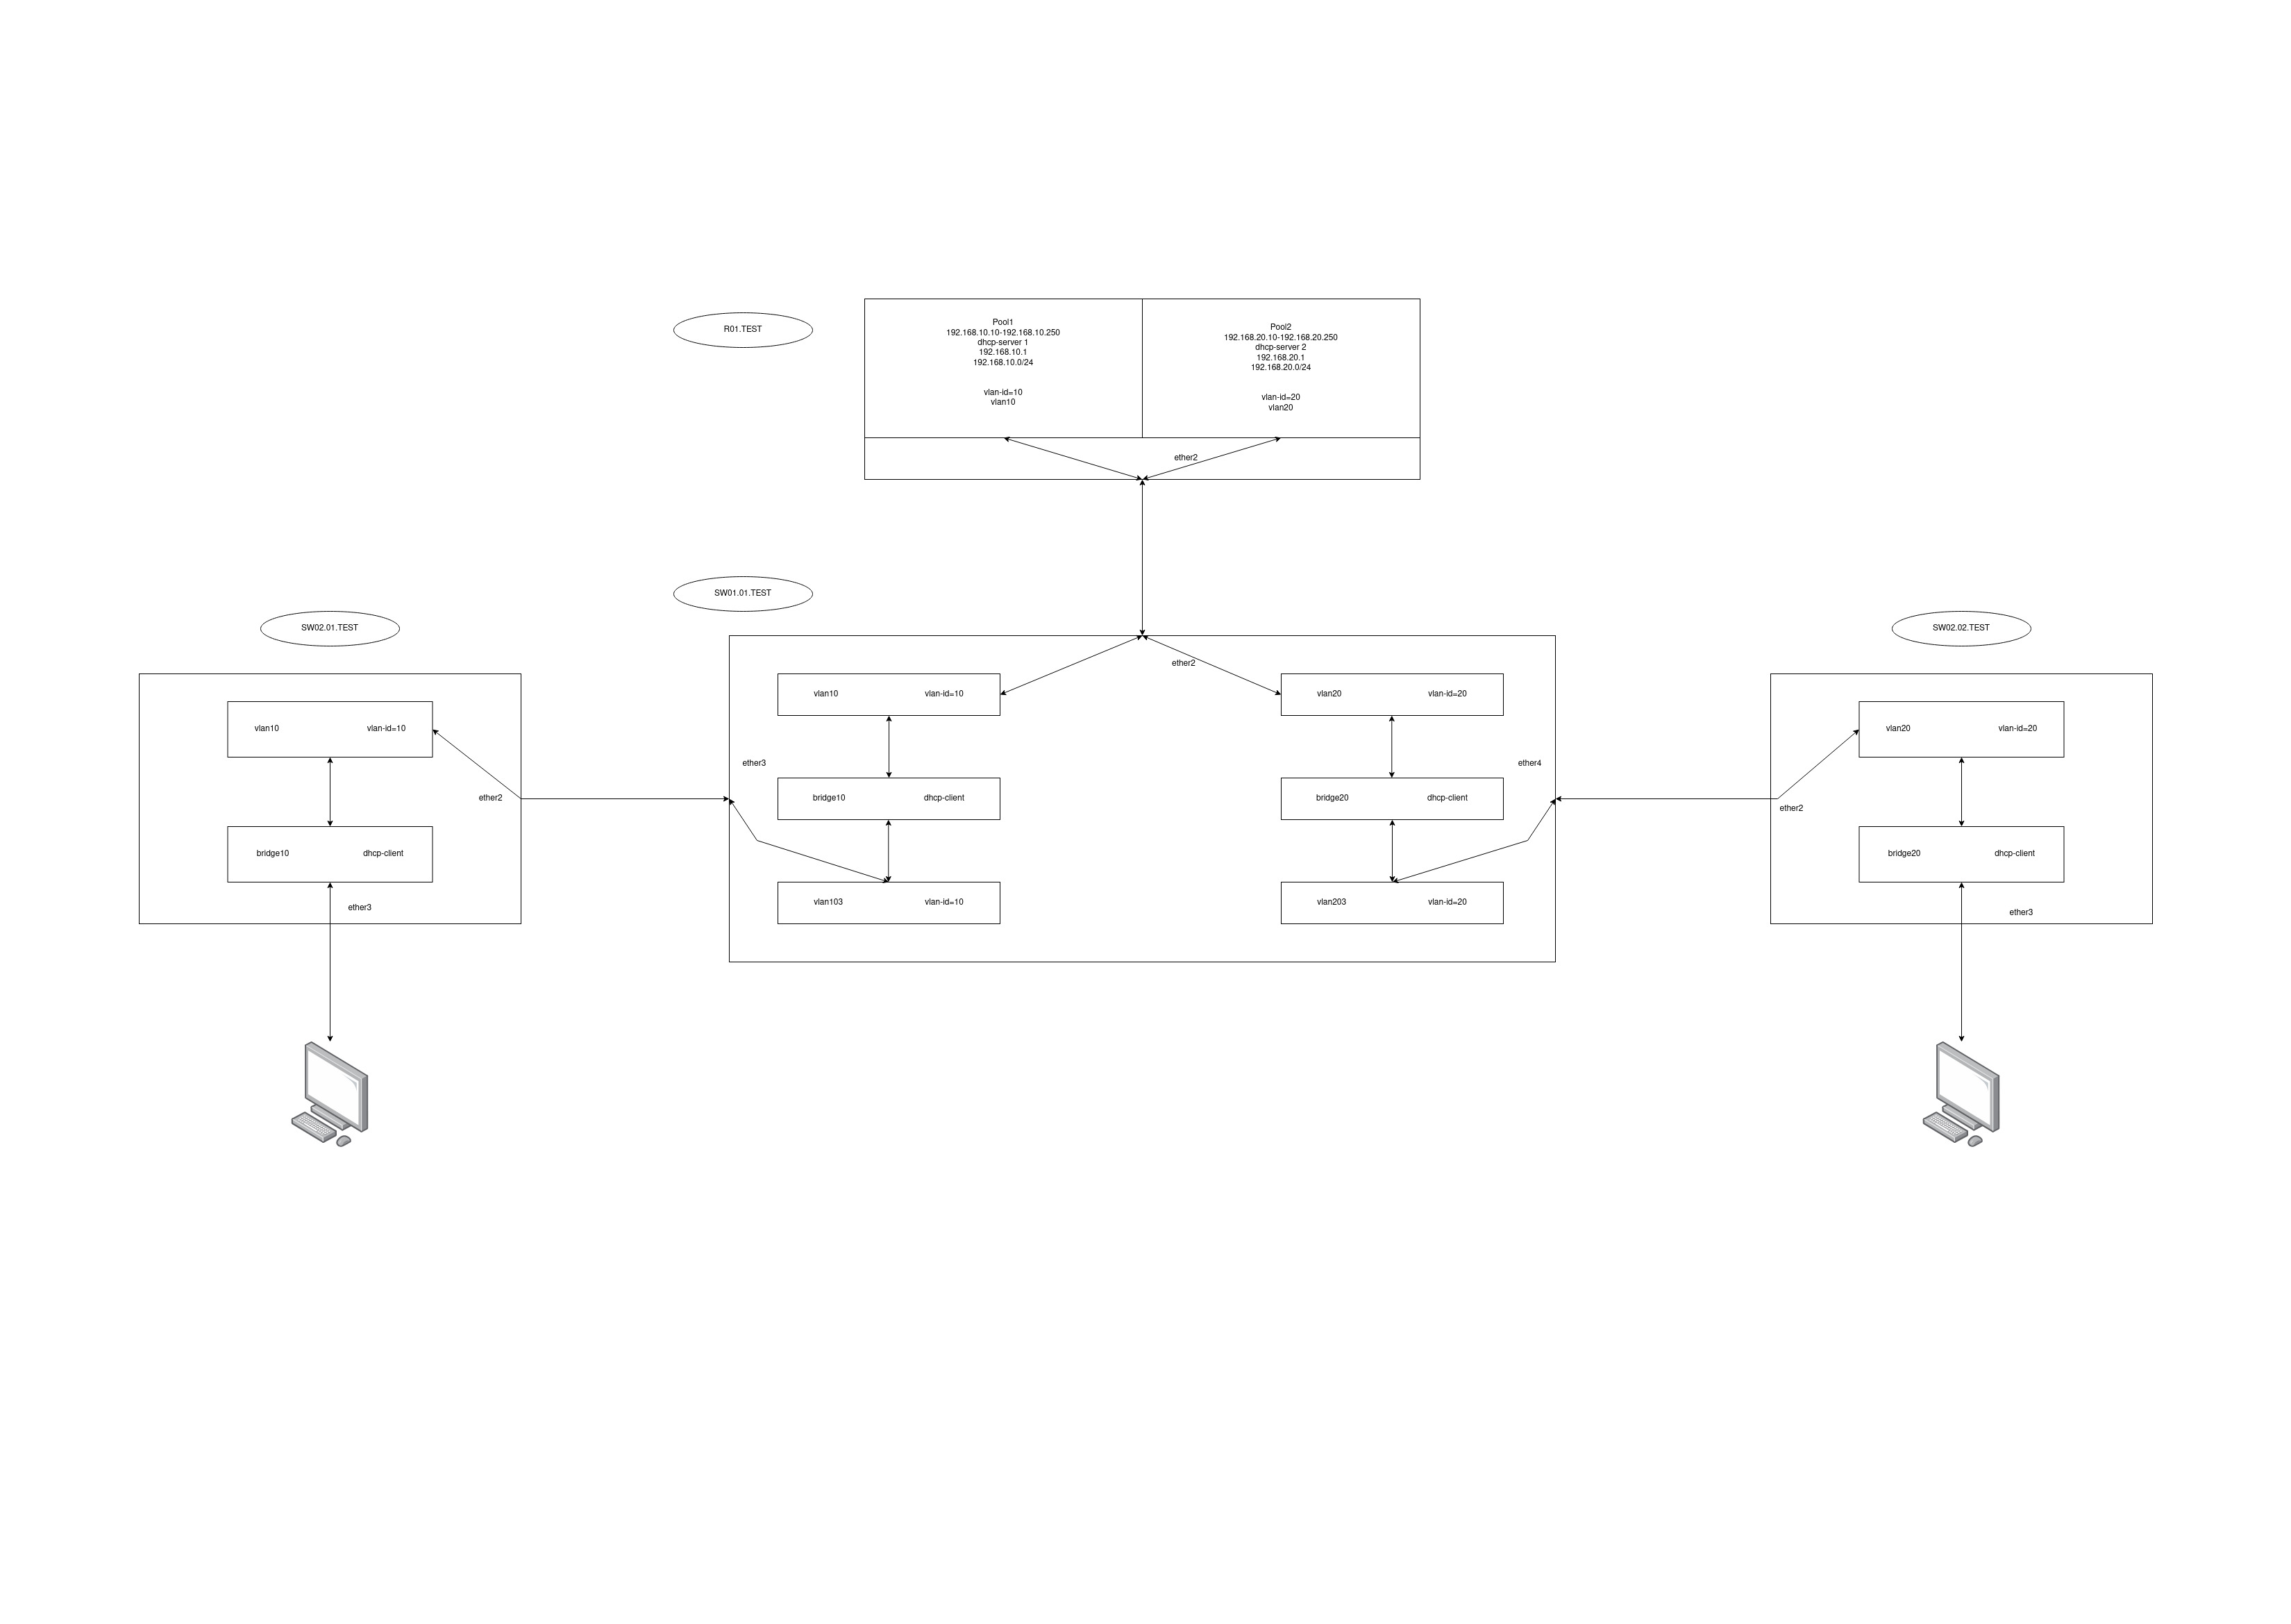 R01.TEST
Pool1
192.168.10.10-192.168.10.250
dhcp-server 1
192.168.10.1
192.168.10.0/24
vlan-id=10
vlan10
Pool2
192.168.20.10-192.168.20.250
dhcp-server 2
192.168.20.1
192.168.20.0/24
vlan-id=20
vlan20
ether2
SW02.01.TEST
vlan10 vlan-id=10
ether2
bridge10 dhcp-client
ether3
SW01.01.TEST
ether2
vlan10 vlan-id=10
ether3
bridge10 dhcp-client
vlan103 vlan-id=10
vlan20 vlan-id=20
ether4
bridge20 dhcp-client
vlan203 vlan-id=20
SW02.02.TEST
vlan20 vlan-id=20
ether2
bridge20 dhcp-client
ether3